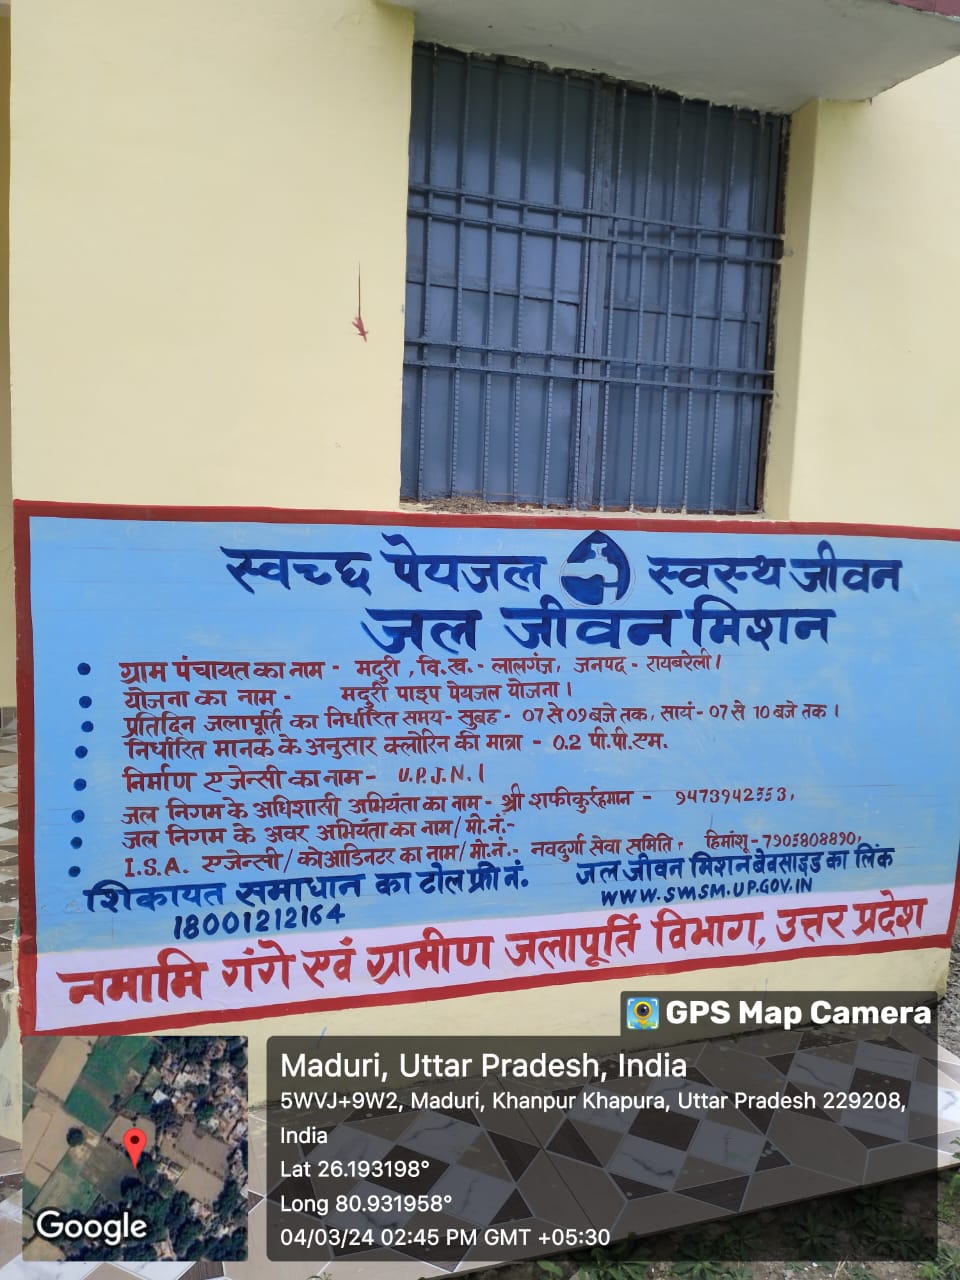 स्वच्छ पेयजल स्वस्थ जीवन
जल जीवन मिशन
• ग्राम पंचायत का नाम - मदुरी, वि.ख.- लालगंज, जनपद - रायबरेली।
• योजना का नाम - मदुरी पाइप पेयजल योजना।
• प्रतिदिन जलापूर्ति का निर्धारित समय- सुबह - 07 से 09 बजे तक, सायं- 07 से 10 बजे तक।
• निर्धारित मानक के अनुसार क्लोरिन की मात्रा - 0.2 पी.पी.एम.
• निर्माण एजेन्सी का नाम - U.P.J.N.।
• जल निगम के अधिशासी अभियंता का नाम - श्री शफीकुर्रहमान - 9473942553,
• जल निगम के अवर अभियंता का नाम/मो.नं.-
• I.S.A. एजेन्सी/कोआडिनटर का नाम/मो.नं.- नवदुर्गा सेवा समिति, हिमांशू - 7905808890,
शिकायत समाधान का टोल फ्री नं. जल जीवन मिशन बेवसाइड का लिंक
18001212164 WWW.SWSM.UP.GOV.IN
नमामि गंगे एवं ग्रामीण जलापूर्ति विभाग, उत्तर प्रदेश
GPS Map Camera
Maduri, Uttar Pradesh, India
5WVJ+9W2, Maduri, Khanpur Khapura, Uttar Pradesh 229208,
India
Lat 26.193198°
Long 80.931958°
04/03/24 02:45 PM GMT +05:30
Google